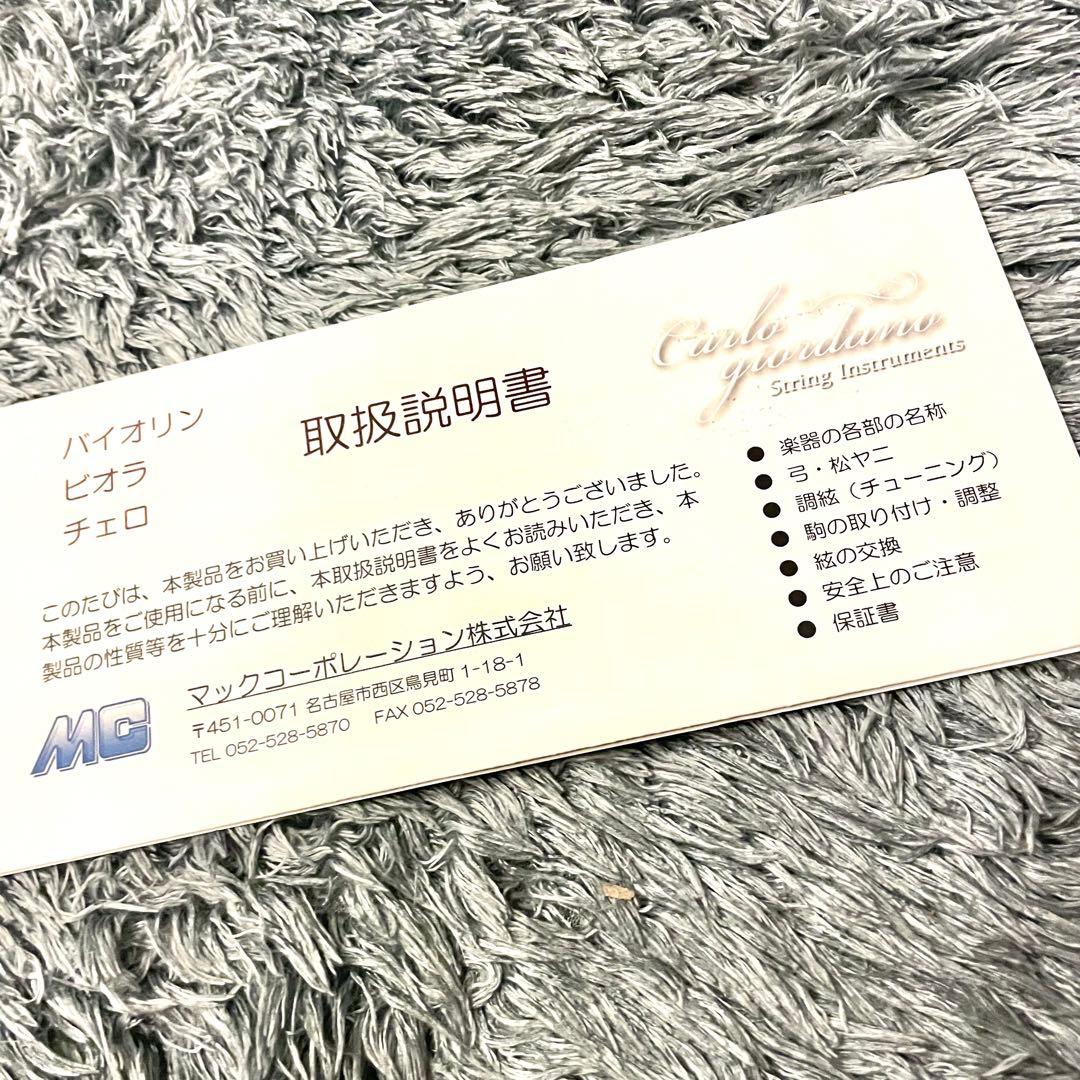 バイオリン
ビオラ
チェロ
取扱説明書
Carlo
giordano
String Instruments
このたびは、本製品をお買い上げいただき、ありがとうございました。
本製品をご使用になる前に、本取扱説明書をよくお読みいただき、本
製品の性質等を十分にご理解いただきますよう、お願い致します。
マックコーポレーション株式会社
〒451-0071 名古屋市西区鳥見町 1-18-1
TEL 052-528-5870 FAX 052-528-5878
MC
● 楽器の各部の名称
● 弓・松ヤニ
● 調絃（チューニング）
● 駒の取り付け・調整
● 絃の交換
● 安全上のご注意
● 保証書